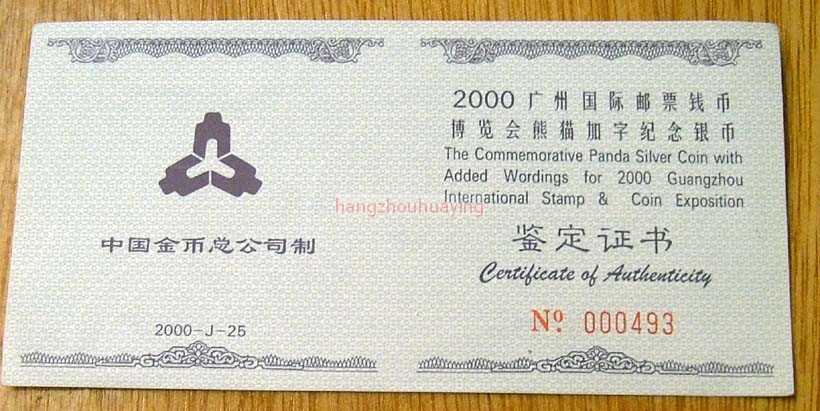 中国金币总公司制
2000-J-25
2000 广州国际邮票钱币
博览会熊猫加字纪念银币
The Commemorative Panda Silver Coin with
Added Wordings for 2000 Guangzhou
International Stamp & Coin Exposition
鉴定证书
Certificate of Authenticity
Nº 000493
hangzhouhuaying